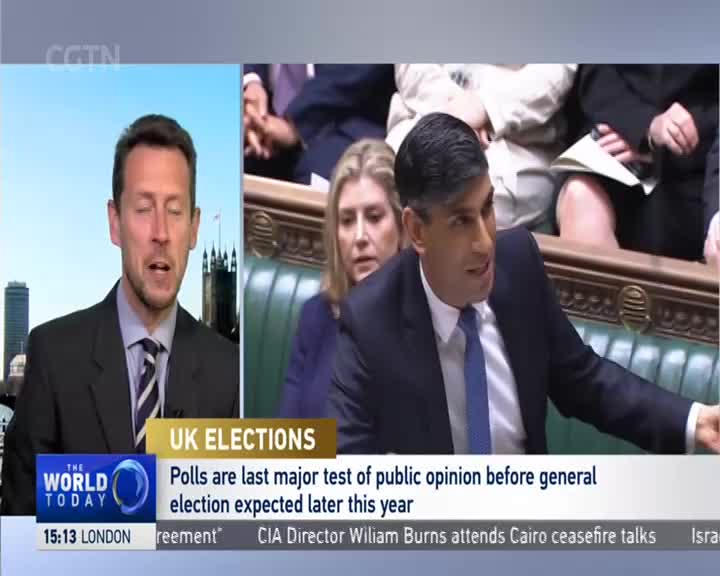 CGTN
UK ELECTIONS
Polls are last major test of public opinion before general
election expected later this year
THE
WORLD
TODAY
15:13 LONDON
reement" CIA Director Wiliam Burns attends Cairo ceasefire talks Isra